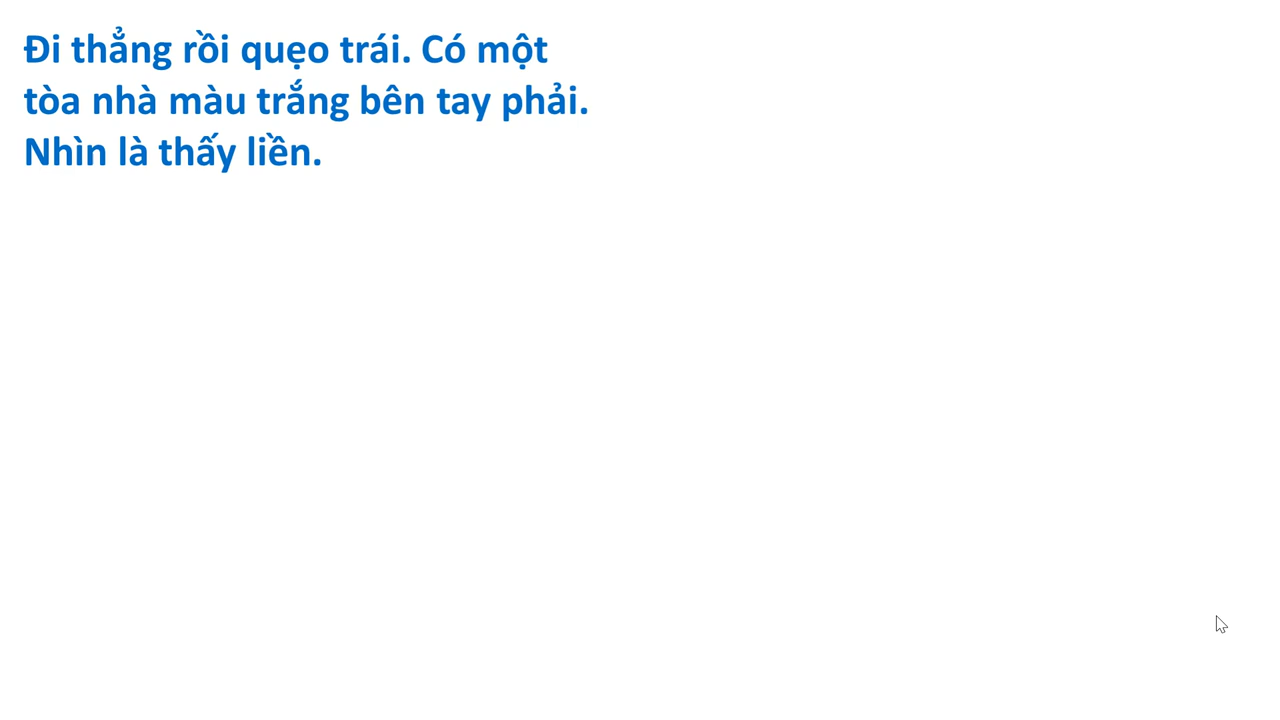 Đi thẳng rồi quẹo trái. Có một
tòa nhà màu trắng bên tay phải.
Nhìn là thấy liền.